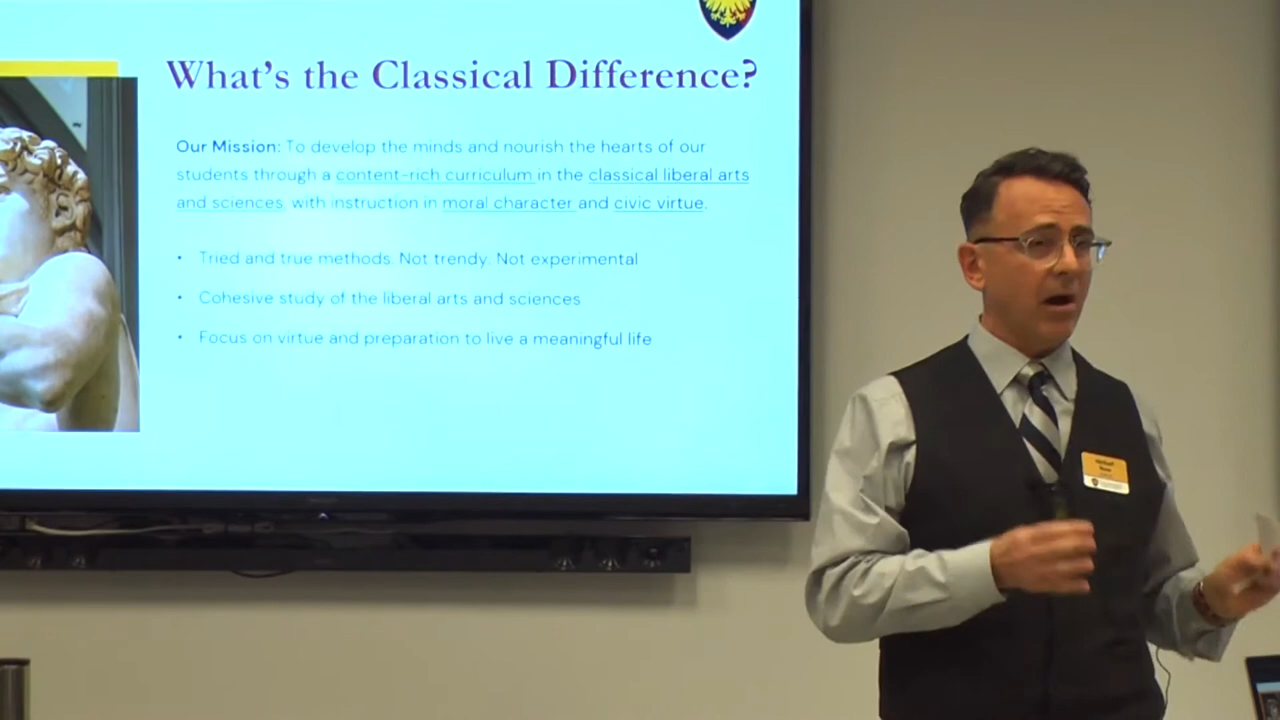 What's the Classical Difference?
Our Mission: To develop the minds and nourish the hearts of our
students through a content-rich curriculum in the classical liberal arts
and sciences, with instruction in moral character and civic virtue.
• Tried and true methods. Not trendy. Not experimental
• Cohesive study of the liberal arts and sciences
• Focus on virtue and preparation to live a meaningful life